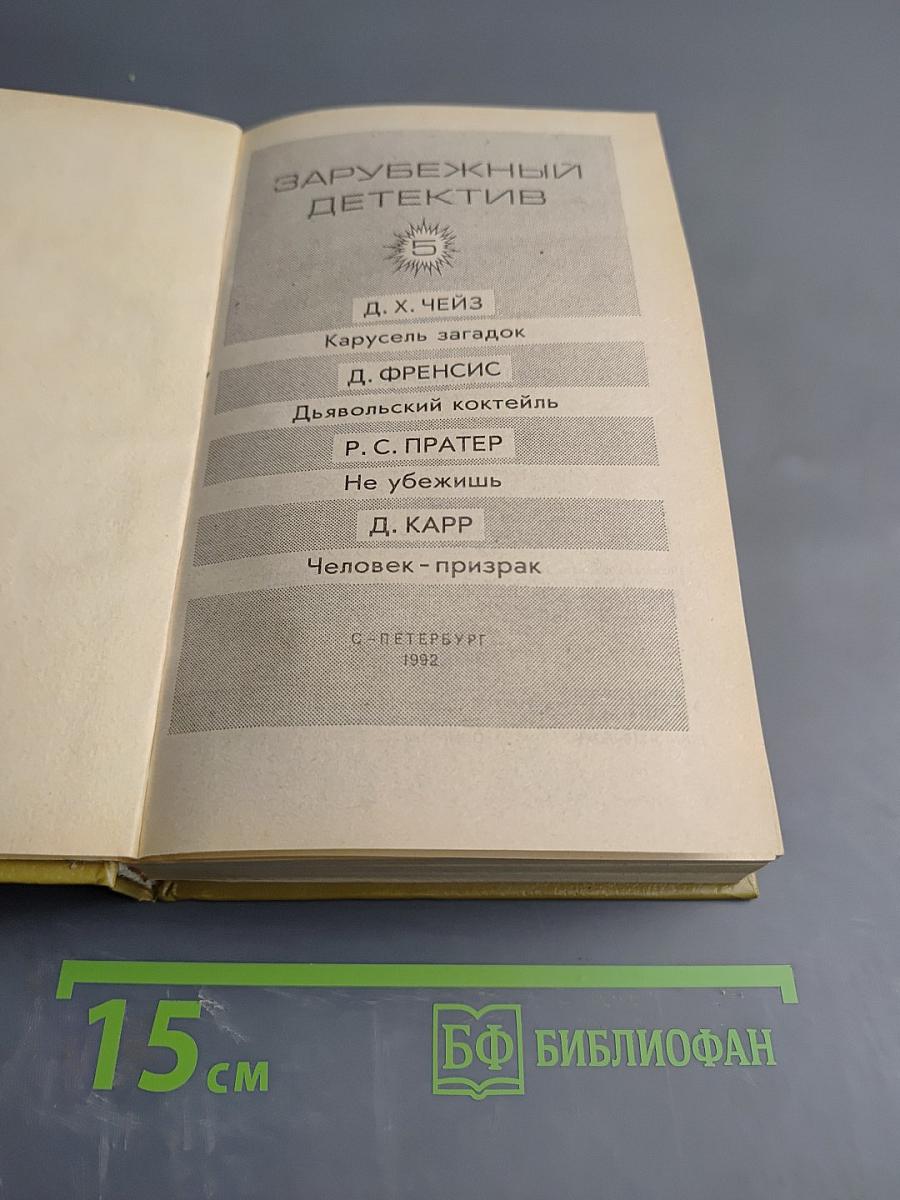 ЗАРУБЕЖНЫЙ
ДЕТЕКТИВ
5
Д. Х. ЧЕЙЗ
Карусель загадок
Д. ФРЕНСИС
Дьявольский коктейль
Р. С. ПРАТЕР
Не убежишь
Д. КАРР
Человек-призрак
С-ПЕТЕРБУРГ
1992
15 см
БФ БИБЛИОФАН